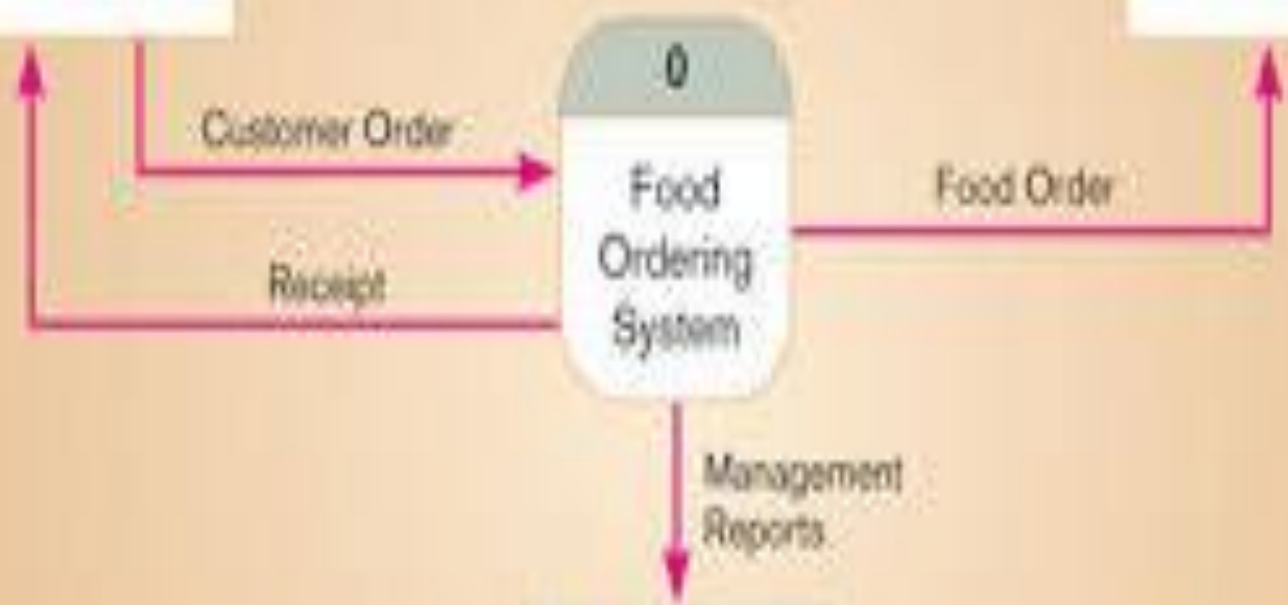 0
Customer Order
Food Order
Food
Ordering
System
Receipt
Management
Reports